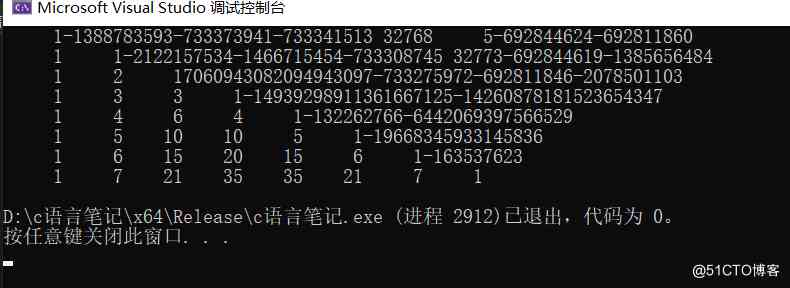 Microsoft Visual Studio 调试控制台
1-1388783593-733373941-733341513 32768 5-692844624-692811860
1 1-2122157534-1466715454-733308745 32773-692844619-1385656484
1 2 17060943082094943097-733275972-692811846-2078501103
1 3 3 1-14939298911361667125-14260878181523654347
1 4 6 4 1-132262766-6442069397566529
1 5 10 10 5 1-19668345933145836
1 6 15 20 15 6 1-163537623
1 7 21 35 35 21 7 1
D:\c语言笔记\x64\Release\c语言笔记.exe (进程 2912)已退出，代码为 0。
按任意键关闭此窗口. . .
@51CTO博客